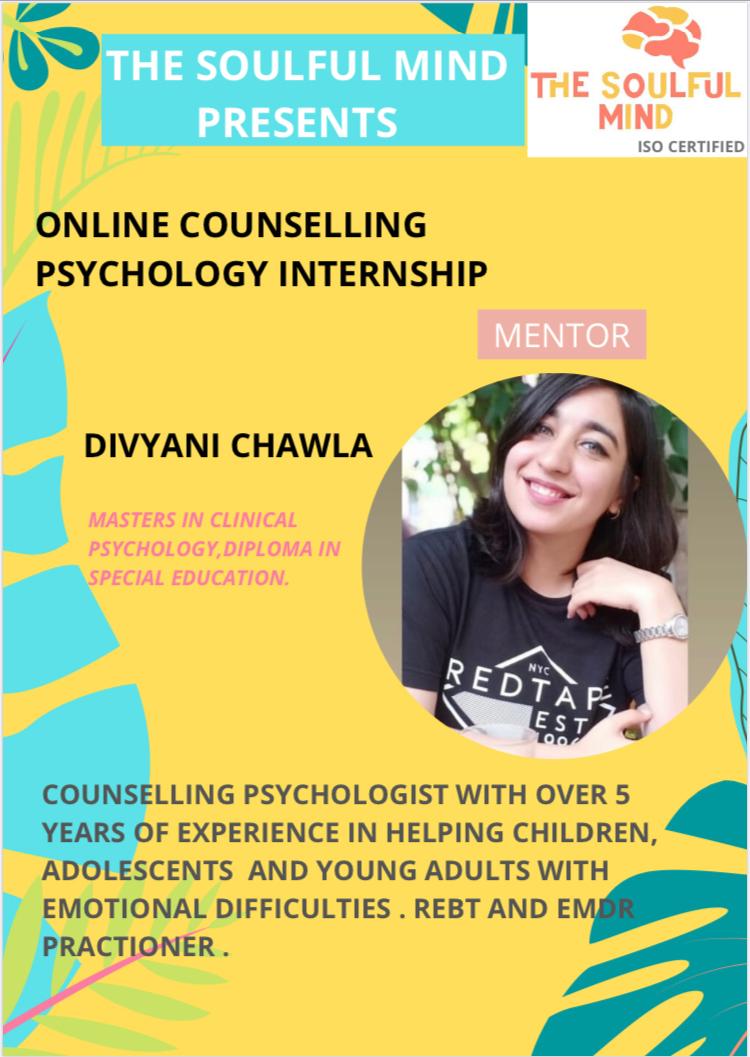 THE SOULFUL MIND
PRESENTS
THE SOULFUL
MIND
ISO CERTIFIED
ONLINE COUNSELLING
PSYCHOLOGY INTERNSHIP
MENTOR
DIVYANI CHAWLA
MASTERS IN CLINICAL
PSYCHOLOGY,DIPLOMA IN
SPECIAL EDUCATION.
NYC
REDTAPE
EST
COUNSELLING PSYCHOLOGIST WITH OVER 5
YEARS OF EXPERIENCE IN HELPING CHILDREN,
ADOLESCENTS  AND YOUNG ADULTS WITH
EMOTIONAL DIFFICULTIES . REBT AND EMDR
PRACTIONER .